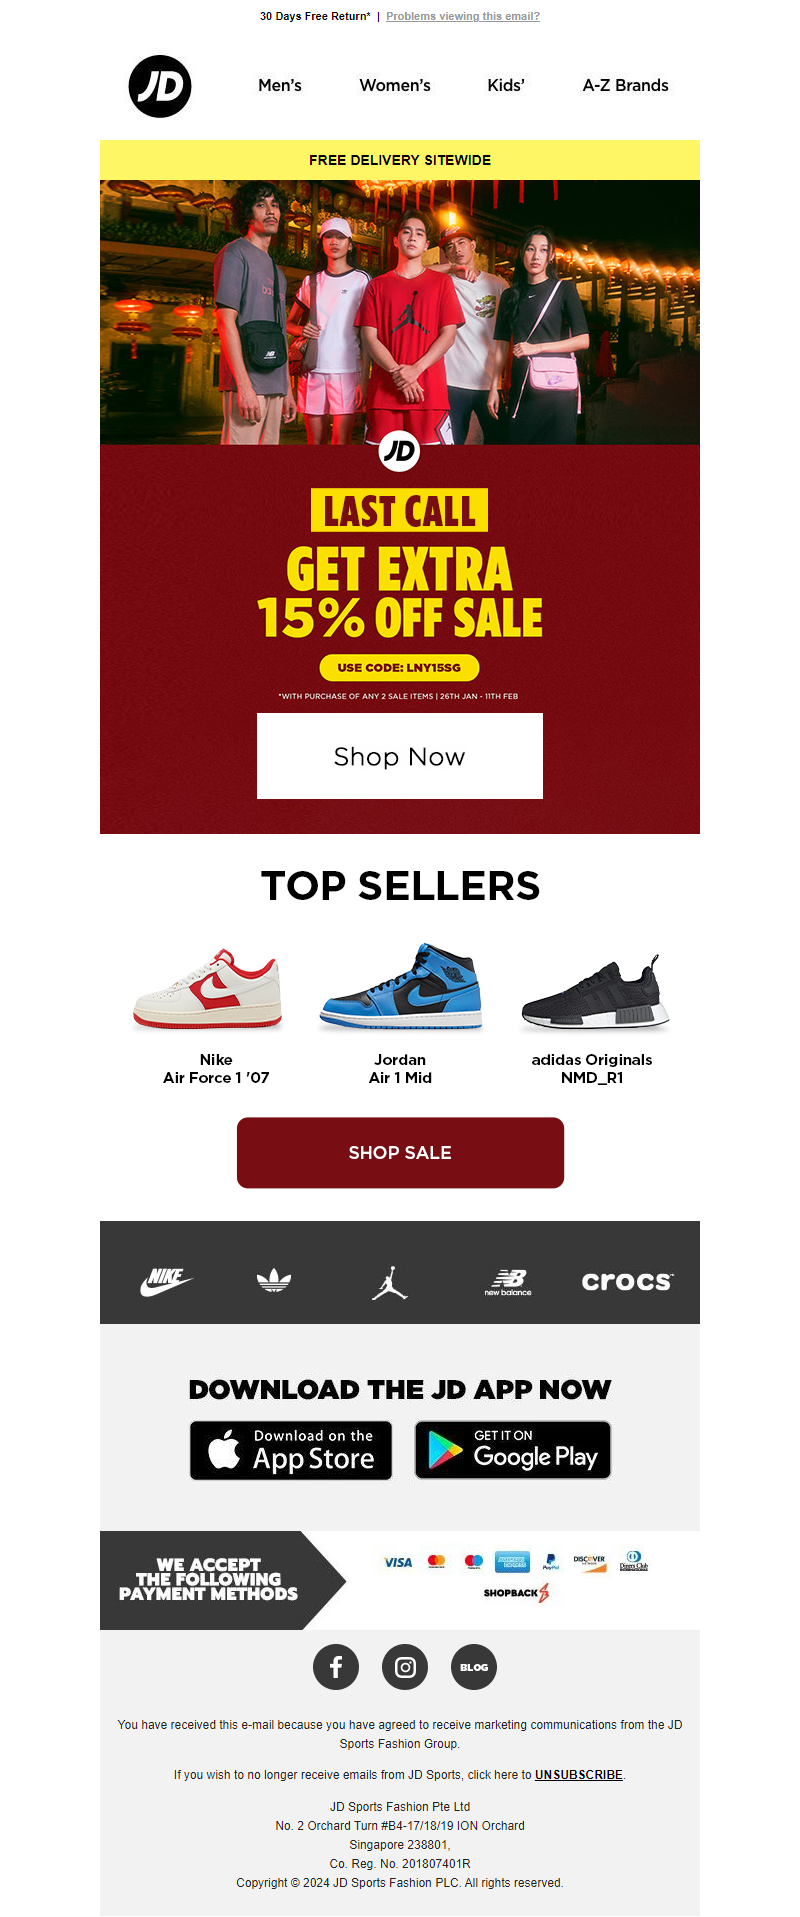 30 Days Free Return* | Problems viewing this email?
JD
Men's Women's Kids' A-Z Brands
FREE DELIVERY SITEWIDE
JD
LAST CALL
GET EXTRA
15% OFF SALE
USE CODE: LNY15SG
*WITH PURCHASE OF ANY 2 SALE ITEMS | 26TH JAN - 11TH FEB
Shop Now
TOP SELLERS
Nike
Air Force 1 '07
Jordan
Air 1 Mid
adidas Originals
NMD_R1
SHOP SALE
NIKE
NB
new balance
crocs™
DOWNLOAD THE JD APP NOW
Download on the
App Store
GET IT ON
Google Play
WE ACCEPT
THE FOLLOWING
PAYMENT METHODS
VISA
AMERICAN EXPRESS
PayPal
DISCOVER
Diners Club
INTERNATIONAL
SHOPBACK
BLOG
You have received this e-mail because you have agreed to receive marketing communications from the JD
Sports Fashion Group.
If you wish to no longer receive emails from JD Sports, click here to UNSUBSCRIBE.
JD Sports Fashion Pte Ltd
No. 2 Orchard Turn #B4-17/18/19 ION Orchard
Singapore 238801,
Co. Reg. No. 201807401R
Copyright © 2024 JD Sports Fashion PLC. All rights reserved.